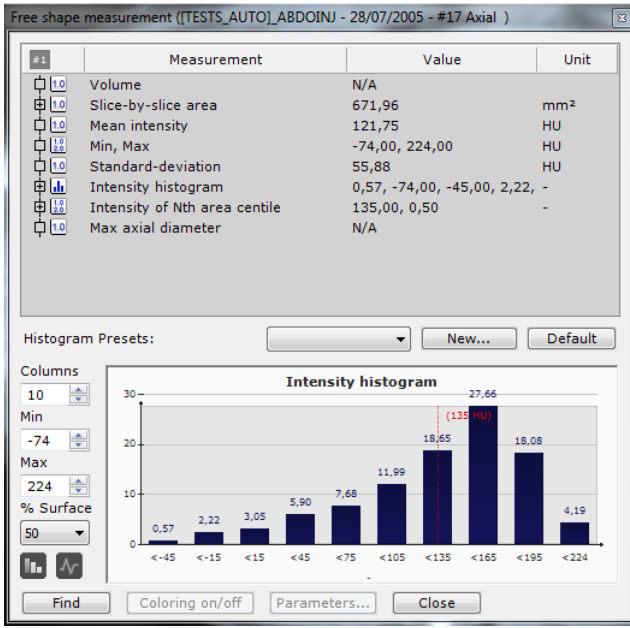 Free shape measurement ([TESTS_AUTO]_ABDOINJ - 28/07/2005 - #17 Axial )
#1 Measurement Value Unit
1.0 Volume N/A
1.0 Slice-by-slice area 671,96 mm²
1.0 Mean intensity 121,75 HU
1.0 2.0 Min, Max -74,00, 224,00 HU
1.0 Standard-deviation 55,88 HU
Intensity histogram 0,57, -74,00, -45,00, 2,22, -
1.0 2.0 Intensity of Nth area centile 135,00, 0,50 -
1.0 Max axial diameter N/A
Histogram Presets: New... Default
Columns
10
Min
-74
Max
224
% Surface
50
Intensity histogram
30
20
10
0
(135 HU)
0,57 2,22 3,05 5,90 7,68 11,99 18,65 27,66 18,08 4,19
<-45 <-15 <15 <45 <75 <105 <135 <165 <195 <224
-
Find Coloring on/off Parameters... Close